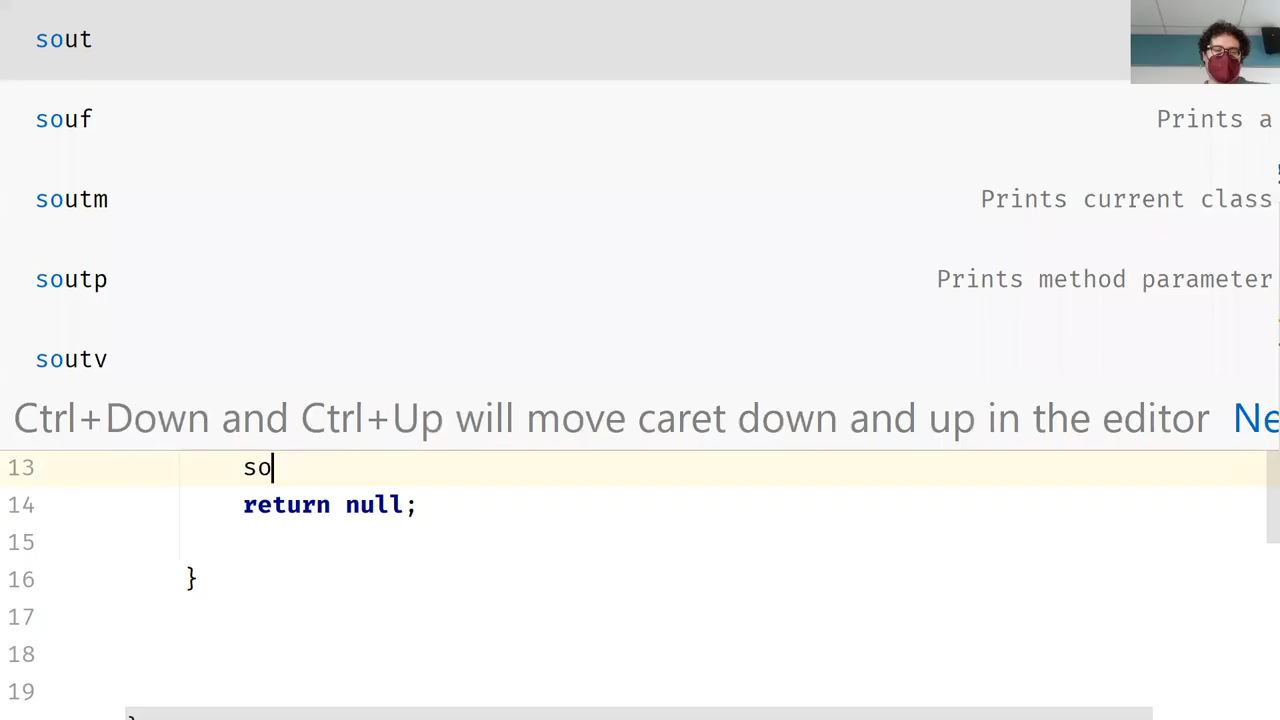 sout
souf Prints a
soutm Prints current class
soutp Prints method parameter
soutv
Ctrl+Down and Ctrl+Up will move caret down and up in the editor Ne
13 so
14 return null;
15
16 }
17
18
19